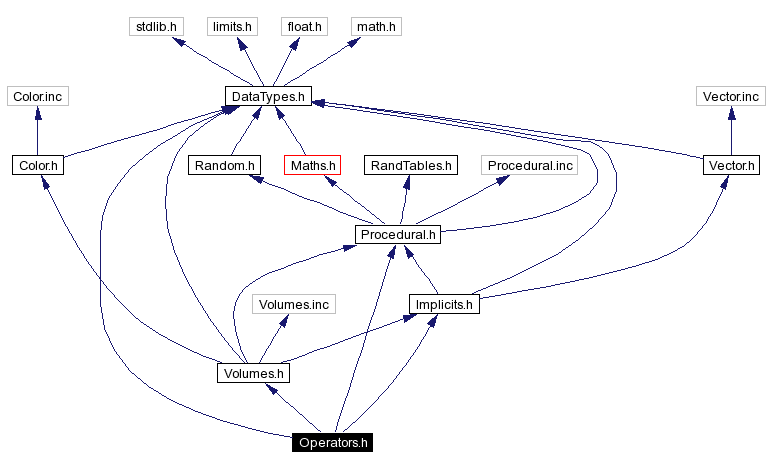 stdlib.h
limits.h
float.h
math.h
DataTypes.h
Color.inc
Vector.inc
Color.h
Random.h
Maths.h
RandTables.h
Procedural.inc
Vector.h
Procedural.h
Volumes.inc
Implicits.h
Volumes.h
Operators.h